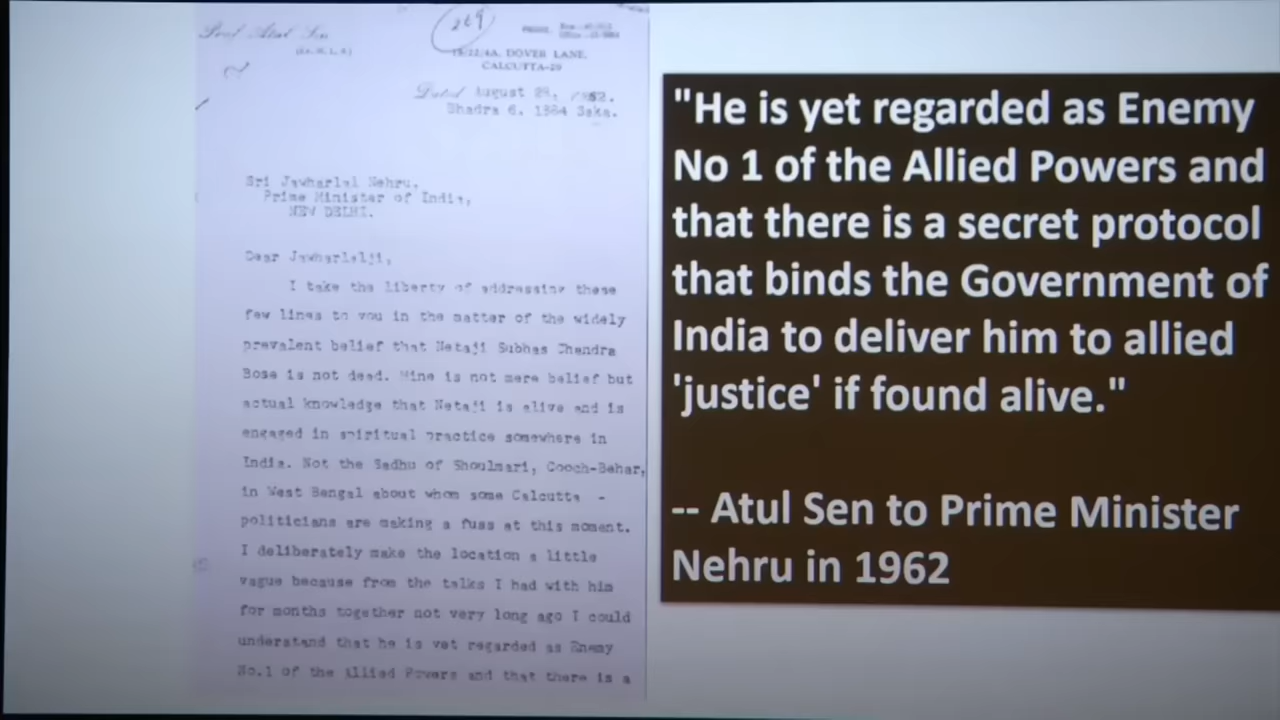 Prof Atul Sen
269
18/22/4A, DOVER LANE,
CALCUTTA-29
Dated August 28, 1962.
Bhadra 6, 1884 Saka.
Sri Jawharlal Nehru,
Prime Minister of India,
NEW DELHI.
Dear Jawharlalji,
I take the liberty of addressing these
few lines to you in the matter of the widely
prevalent belief that Netaji Subhas Chandra
Bose is not dead. Mine is not mere belief but
actual knowledge that Netaji is alive and is
engaged in spiritual practice somewhere in
India. Not the Sadhu of Shoulmari, Cooch-Behar,
in West Bengal about whom some Calcutta -
politicians are making a fuss at this moment.
I deliberately make the location a little
vague because from the talks I had with him
for months together not very long ago I could
understand that he is yet regarded as Enemy
No.1 of the Allied Powers and that there is a
"He is yet regarded as Enemy
No 1 of the Allied Powers and
that there is a secret protocol
that binds the Government of
India to deliver him to allied
'justice' if found alive."
-- Atul Sen to Prime Minister
Nehru in 1962